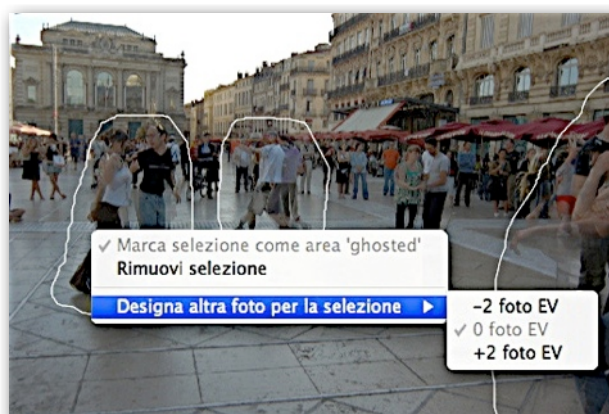 Marca selezione come area 'ghosted'
Rimuovi selezione
Designa altra foto per la selezione
-2 foto EV
0 foto EV
+2 foto EV